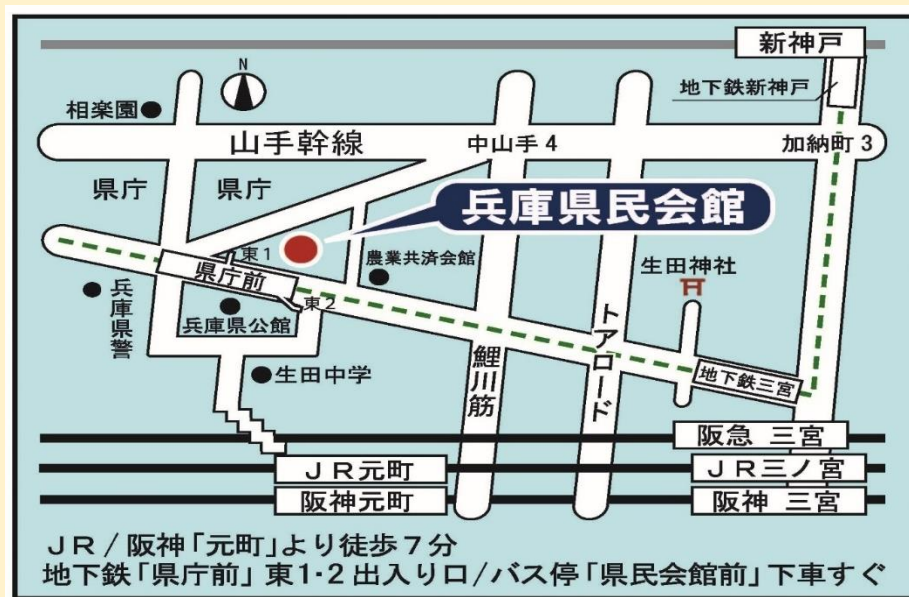 新神戸
N
地下鉄新神戸
相楽園
山手幹線
中山手4
加納町3
県庁
県庁
兵庫県民会館
東1
農業共済会館
生田神社
県庁前
兵庫県警
兵庫県公館
東2
トアロード
生田中学
鯉川筋
地下鉄三宮
阪急 三宮
JR元町
JR三ノ宮
阪神元町
阪神 三宮
JR/阪神「元町」より徒歩7分
地下鉄「県庁前」東1・2出入り口/バス停「県民会館前」下車すぐ